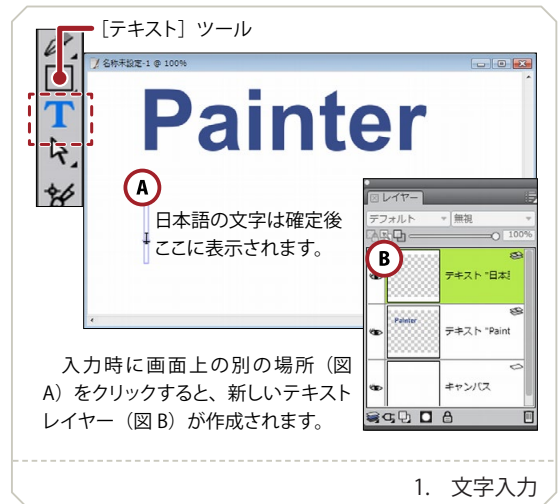 ［テキスト］ツール
名称未設定-1 @ 100%
T
Painter
A
日本語の文字は確定後
ここに表示されます。
レイヤー
デフォルト
無視
100%
B
テキスト "日本語
Painter
テキスト "Paint
キャンバス
入力時に画面上の別の場所（図
A）をクリックすると、新しいテキスト
レイヤー（図 B）が作成されます。
1. 文字入力